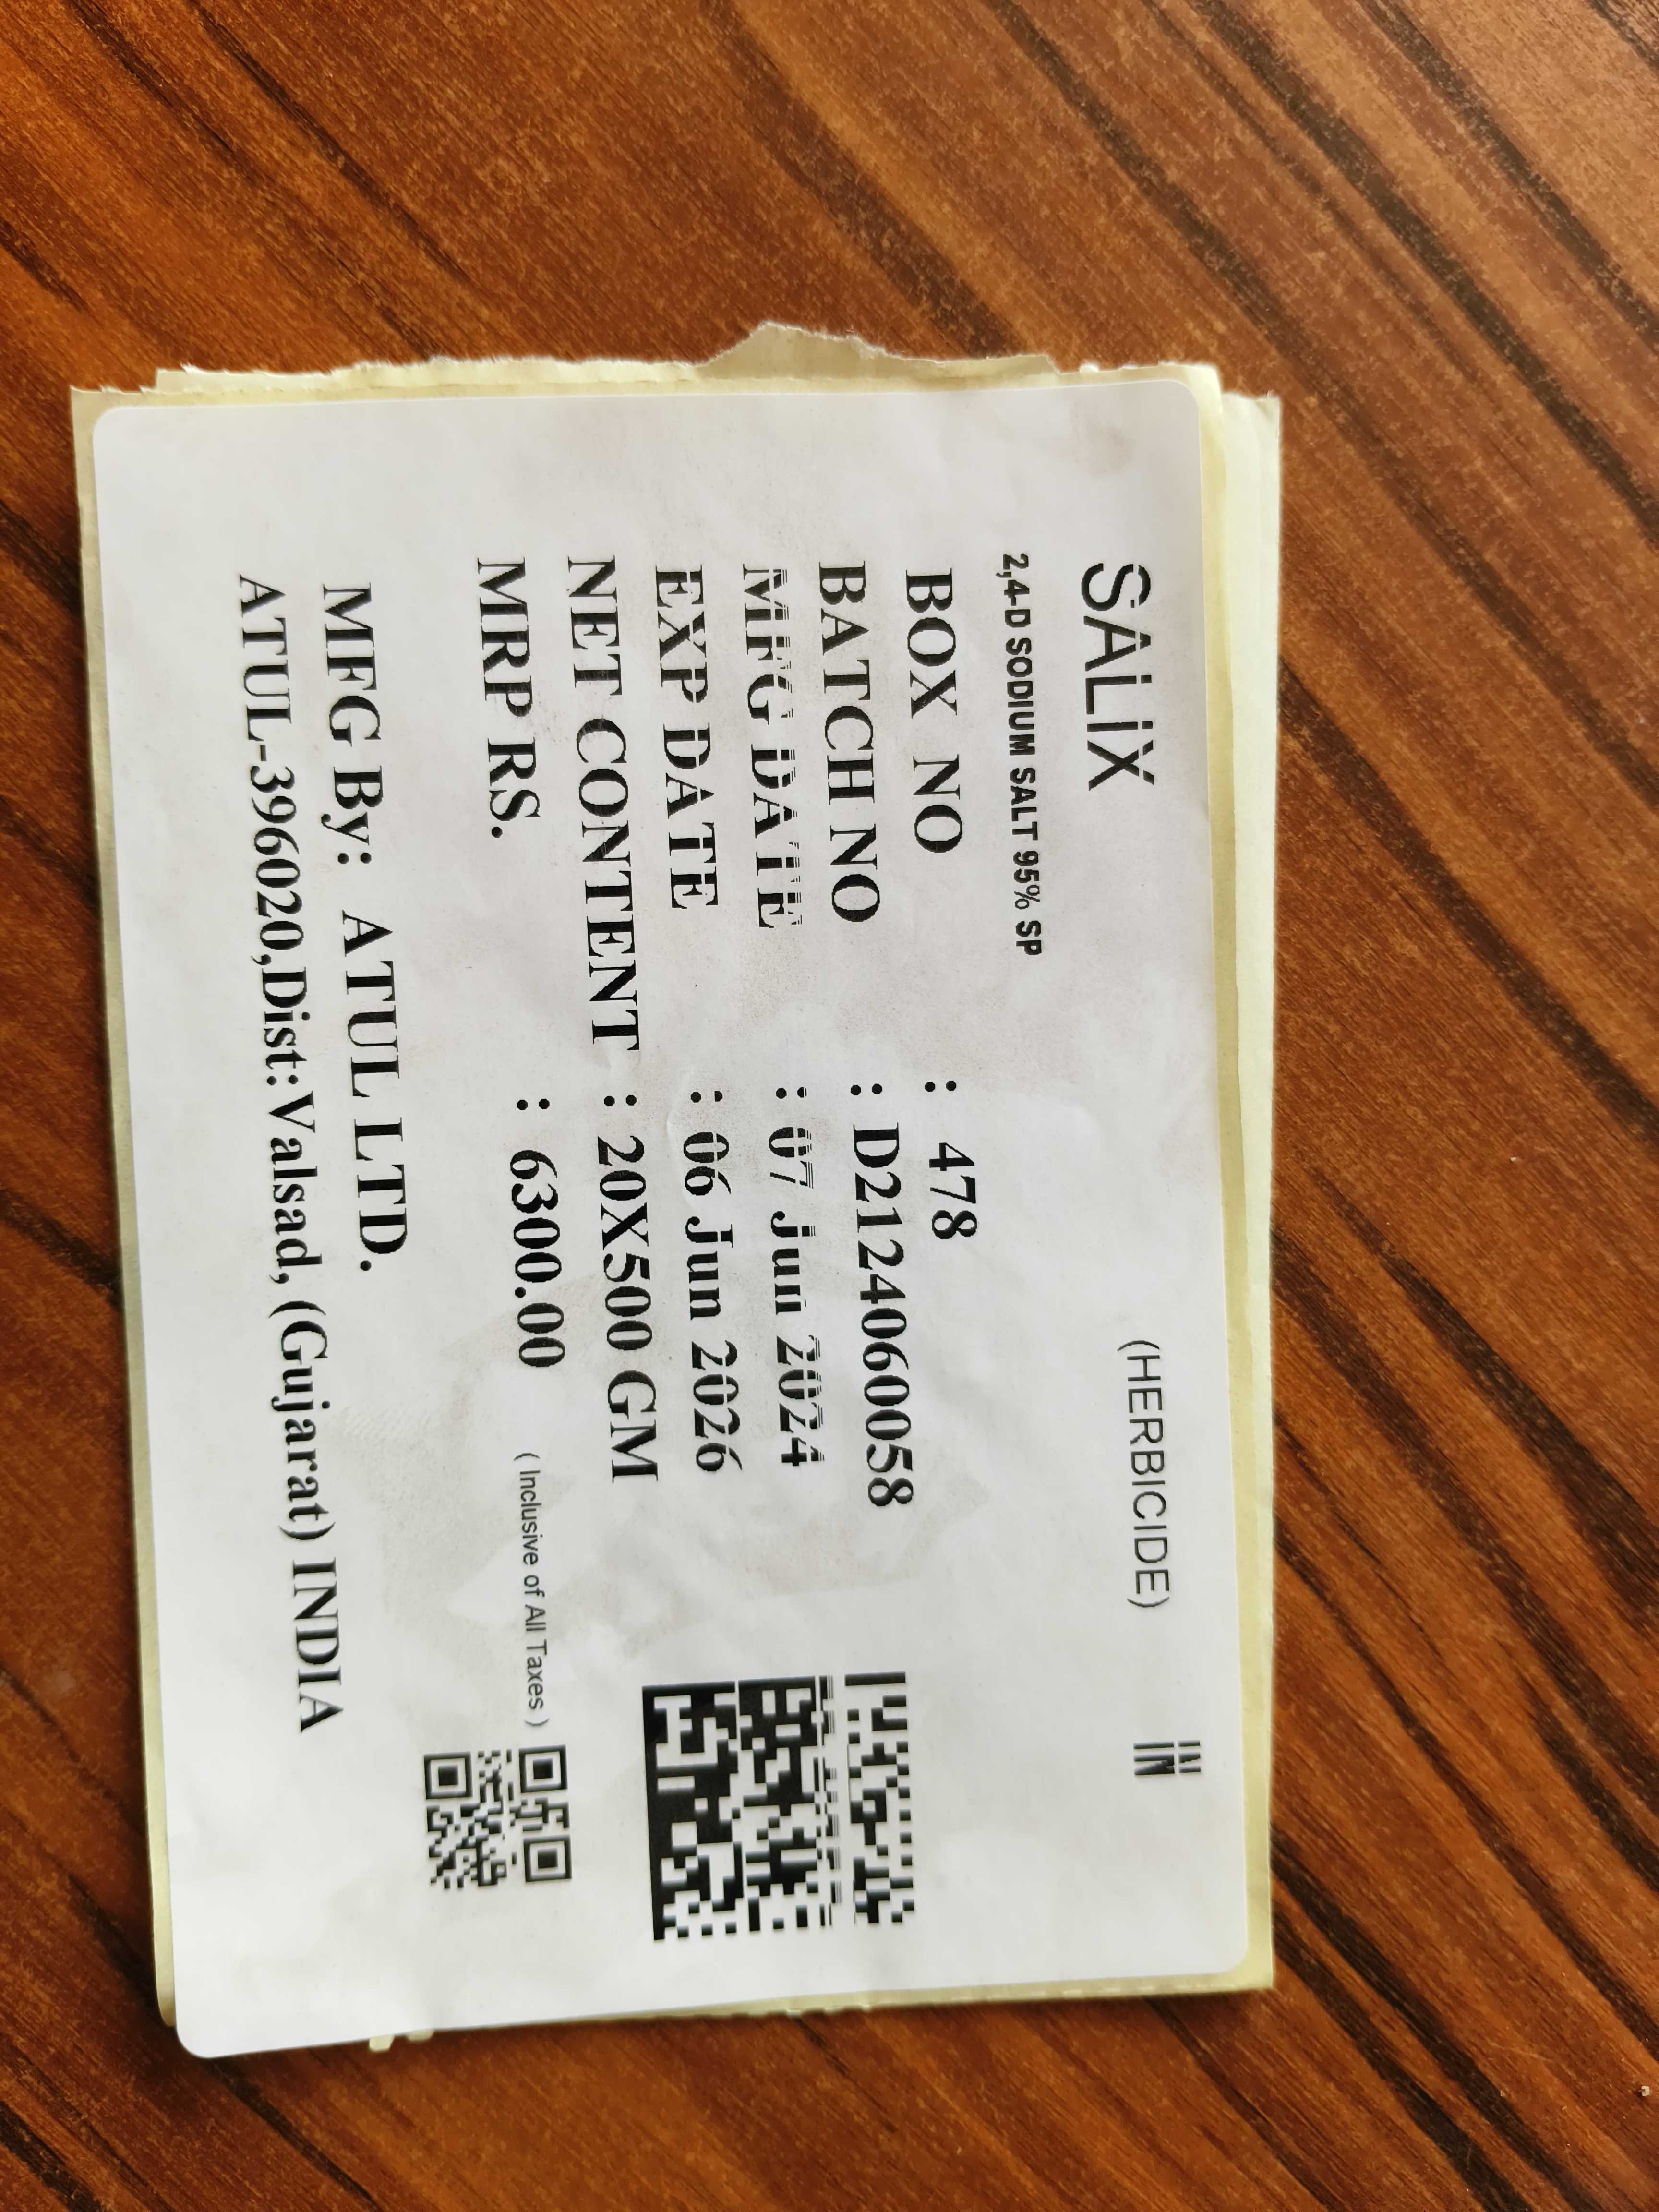 SALIX (HERBICIDE) IN
2,4-D SODIUM SALT 95% SP
BOX NO : 478
BATCH NO : D2124060058
MFG DATE : 07 Jun 2024
EXP DATE : 06 Jun 2026
NET CONTENT : 20X500 GM
MRP RS. : 6300.00 ( Inclusive of All Taxes )
MFG By: ATUL LTD.
ATUL-396020,Dist:Valsad, (Gujarat) INDIA